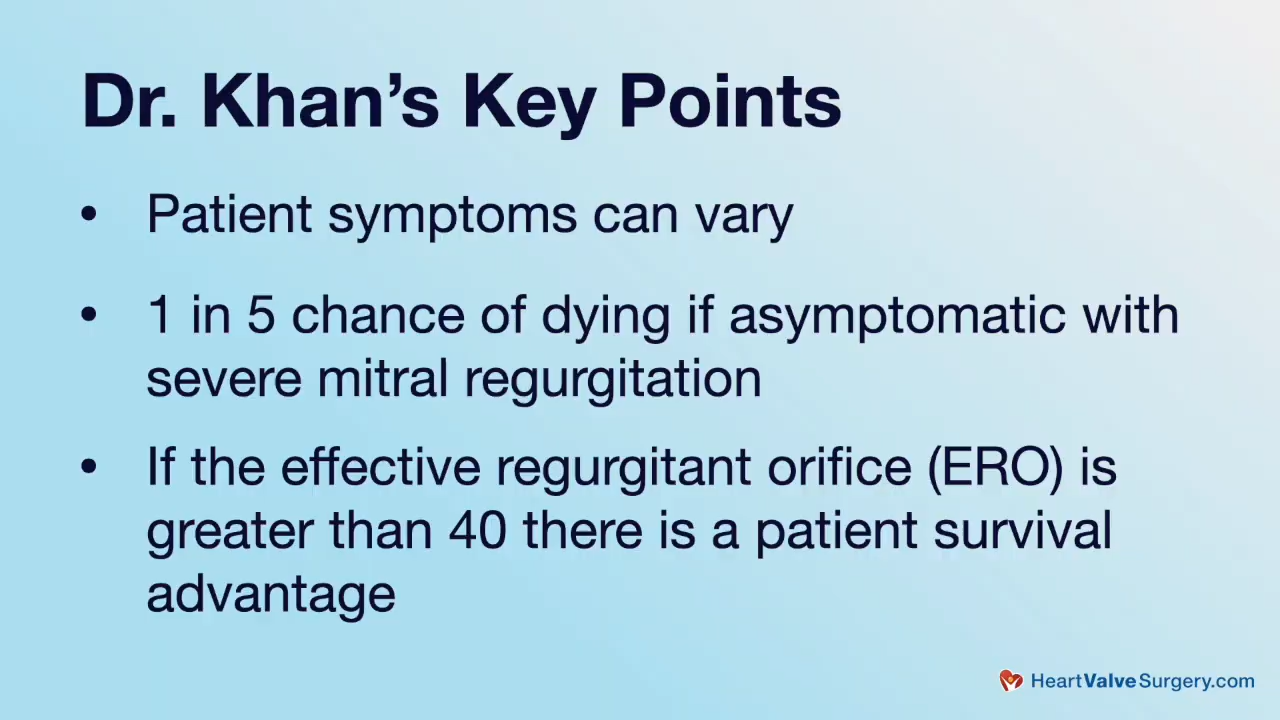 Dr. Khan’s Key Points
• Patient symptoms can vary
• 1 in 5 chance of dying if asymptomatic with
severe mitral regurgitation
• If the effective regurgitant orifice (ERO) is
greater than 40 there is a patient survival
advantage
HeartValveSurgery.com